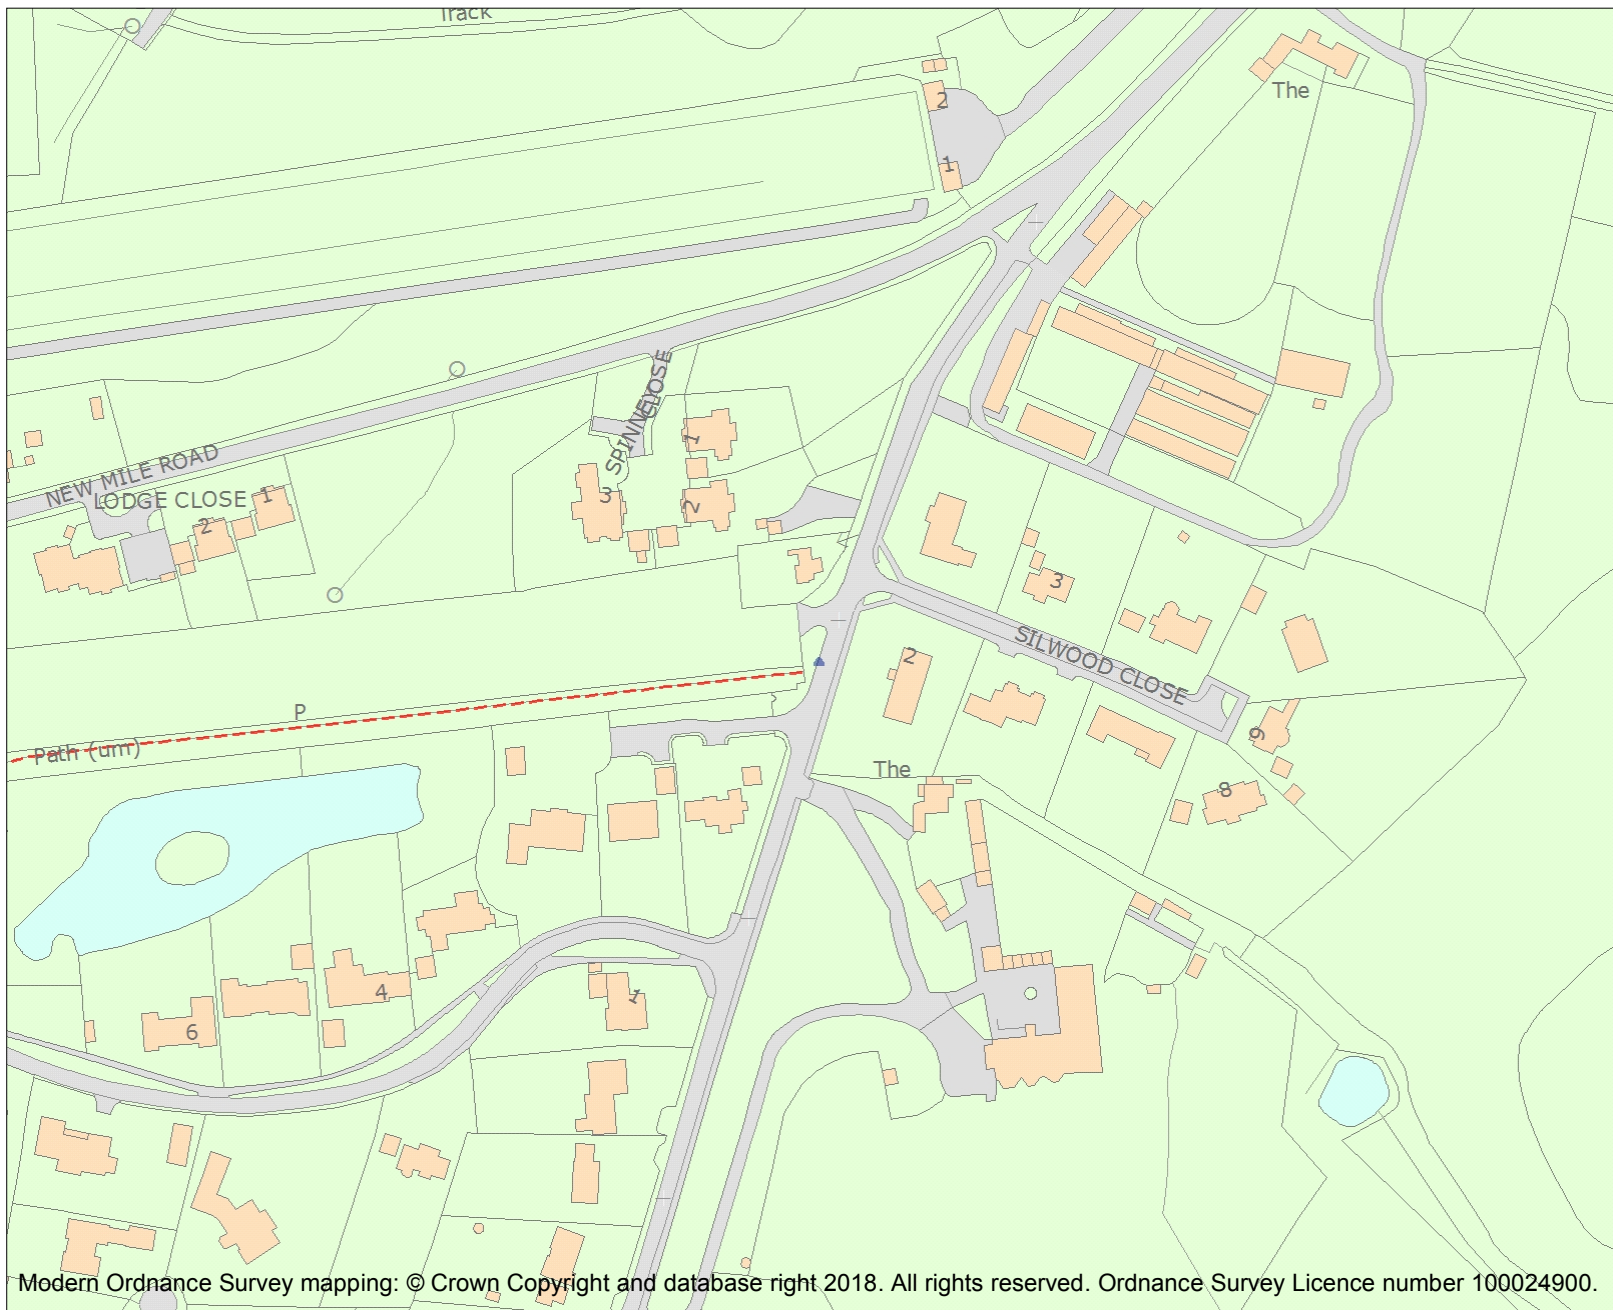 Track
2
The
1
SPINNEY
CLOSE
1
NEW MILE ROAD
LODGE CLOSE
1
2
3
2
3
SILWOOD CLOSE
2
P
Path (um)
9
The
8
4
1
6
Modern Ordnance Survey mapping: © Crown Copyright and database right 2018. All rights reserved. Ordnance Survey Licence number 100024900.